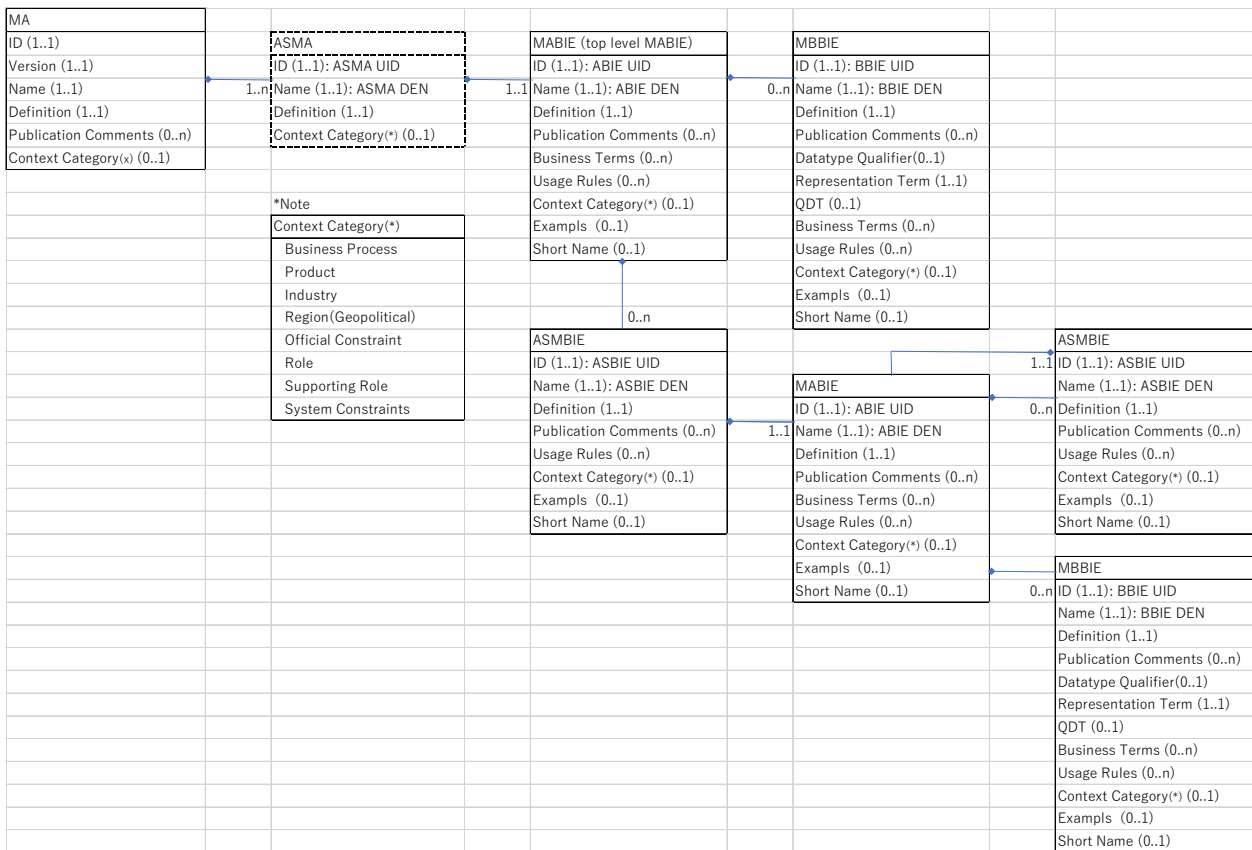 MA
ID (1..1)
Version (1..1)
Name (1..1)
Definition (1..1)
Publication Comments (0..n)
Context Category(x) (0..1)
1..n
ASMA
ID (1..1): ASMA UID
Name (1..1): ASMA DEN
Definition (1..1)
Context Category(*) (0..1)
*Note
Context Category(*)
Business Process
Product
Industry
Region(Geopolitical)
Official Constraint
Role
Supporting Role
System Constraints
1..1
MABIE (top level MABIE)
ID (1..1): ABIE UID
Name (1..1): ABIE DEN
Definition (1..1)
Publication Comments (0..n)
Business Terms (0..n)
Usage Rules (0..n)
Context Category(*) (0..1)
Exampls (0..1)
Short Name (0..1)
0..n
MBBIE
ID (1..1): BBIE UID
Name (1..1): BBIE DEN
Definition (1..1)
Publication Comments (0..n)
Datatype Qualifier(0..1)
Representation Term (1..1)
QDT (0..1)
Business Terms (0..n)
Usage Rules (0..n)
Context Category(*) (0..1)
Exampls (0..1)
Short Name (0..1)
0..n
ASMBIE
ID (1..1): ASBIE UID
Name (1..1): ASBIE DEN
Definition (1..1)
Publication Comments (0..n)
Usage Rules (0..n)
Context Category(*) (0..1)
Exampls (0..1)
Short Name (0..1)
1..1
MABIE
ID (1..1): ABIE UID
Name (1..1): ABIE DEN
Definition (1..1)
Publication Comments (0..n)
Business Terms (0..n)
Usage Rules (0..n)
Context Category(*) (0..1)
Exampls (0..1)
Short Name (0..1)
1..1
0..n
ASMBIE
ID (1..1): ASBIE UID
Name (1..1): ASBIE DEN
Definition (1..1)
Publication Comments (0..n)
Usage Rules (0..n)
Context Category(*) (0..1)
Exampls (0..1)
Short Name (0..1)
0..n
MBBIE
ID (1..1): BBIE UID
Name (1..1): BBIE DEN
Definition (1..1)
Publication Comments (0..n)
Datatype Qualifier(0..1)
Representation Term (1..1)
QDT (0..1)
Business Terms (0..n)
Usage Rules (0..n)
Context Category(*) (0..1)
Exampls (0..1)
Short Name (0..1)